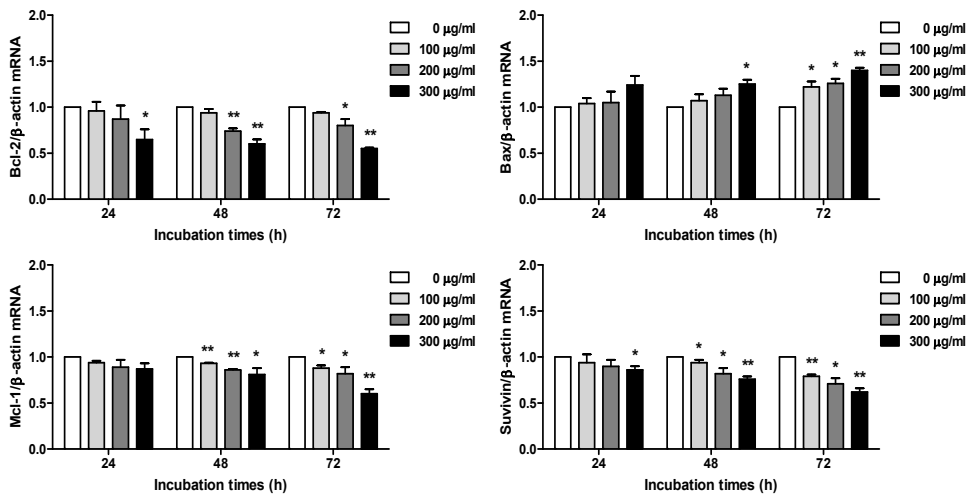 Bcl-2/β-actin mRNA
2.0
1.5
1.0
0.5
0.0
* ** ** * **
24 48 72
Incubation times (h)
0 µg/ml
100 µg/ml
200 µg/ml
300 µg/ml
Bax/β-actin mRNA
2.0
1.5
1.0
0.5
0.0
* * * **
24 48 72
Incubation times (h)
0 µg/ml
100 µg/ml
200 µg/ml
300 µg/ml
Mcl-1/β-actin mRNA
2.0
1.5
1.0
0.5
0.0
** ** * * * **
24 48 72
Incubation times (h)
0 µg/ml
100 µg/ml
200 µg/ml
300 µg/ml
Suvivin/β-actin mRNA
2.0
1.5
1.0
0.5
0.0
* * * ** ** * **
24 48 72
Incubation times (h)
0 µg/ml
100 µg/ml
200 µg/ml
300 µg/ml